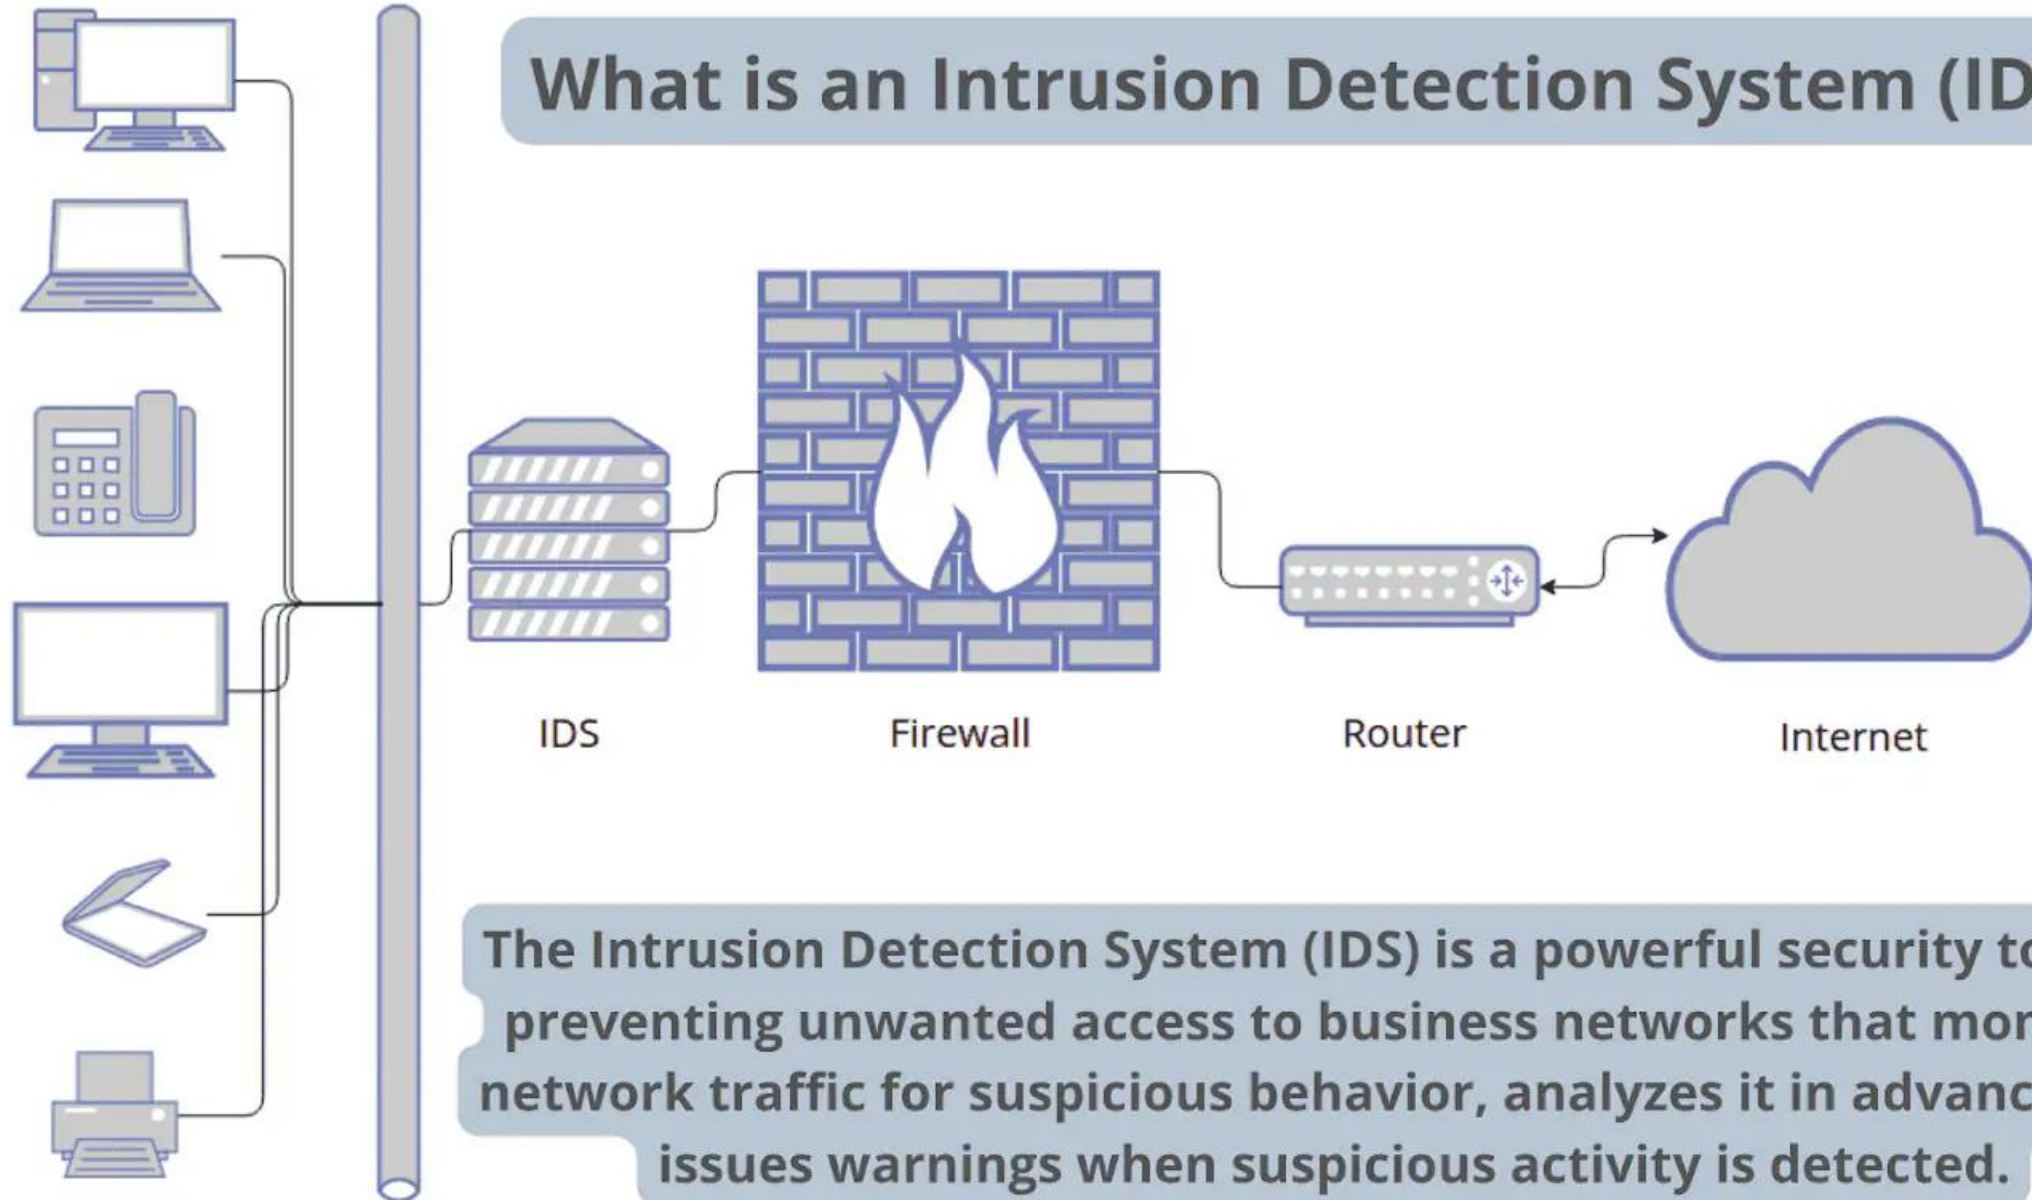 What is an Intrusion Detection System (ID
IDS
Firewall
Router
Internet
The Intrusion Detection System (IDS) is a powerful security to
preventing unwanted access to business networks that mon
network traffic for suspicious behavior, analyzes it in advanc
issues warnings when suspicious activity is detected.